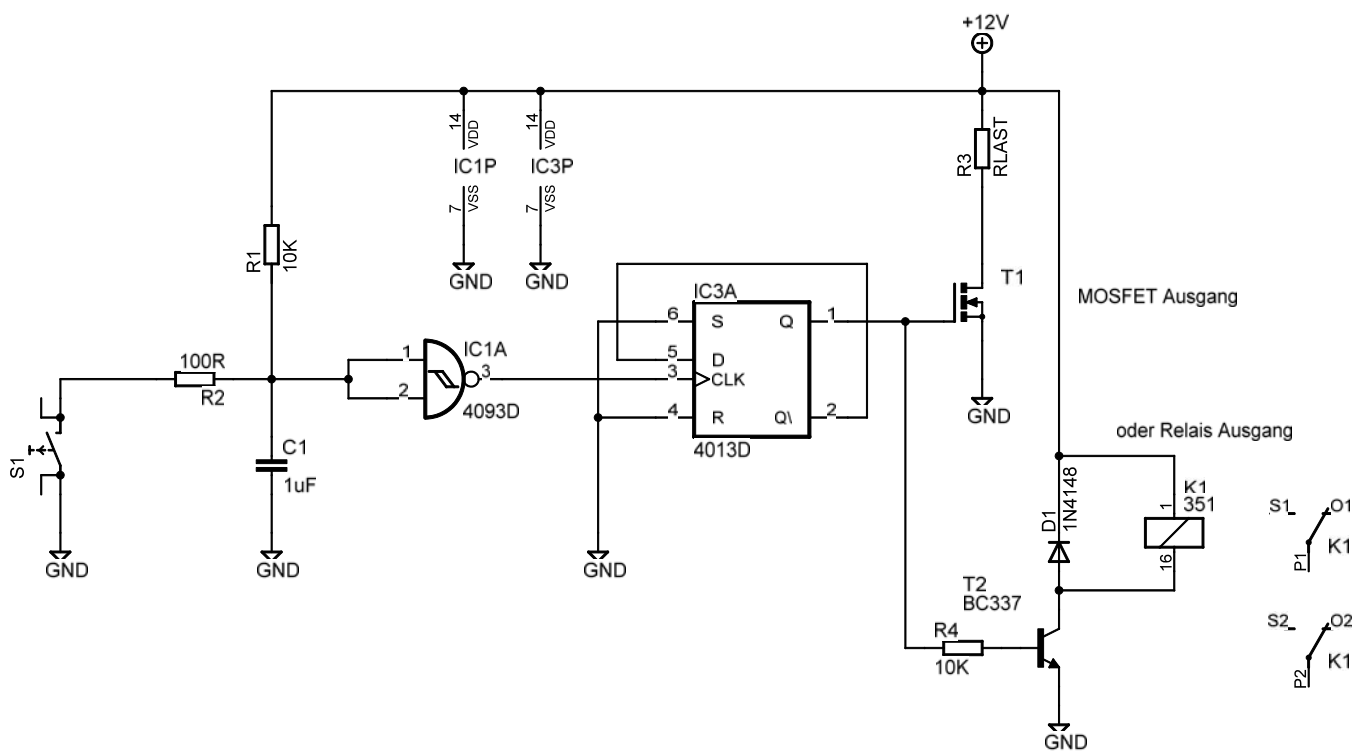 +12V
14
VDD
14
VDD
IC1P
IC3P
7
VSS
7
VSS
GND
GND
R1
10K
R3
RLAST
T1
MOSFET Ausgang
IC3A
6
S
Q
1
5
D
3
CLK
4
R
Q\
2
4013D
GND
100R
R2
1
2
IC1A
3
4093D
GND
oder Relais Ausgang
S1
C1
1uF
GND
GND
D1
1N4148
K1
351
1
16
S1
O1
P1
K1
T2
BC337
R4
10K
S2
O2
P2
K1
GND